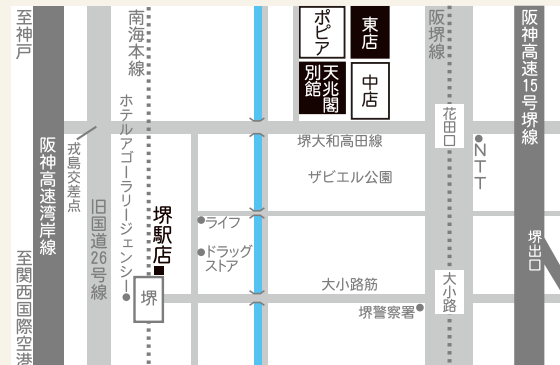 至神戸
南海本線
ポピア
東店
天兆閣
別館
中店
阪堺線
阪神高速15号堺線
阪神高速湾岸線
戎島交差点
旧国道26号線
ホテルアゴーラリージェンシー
堺大和高田線
花田口
NTT
ザビエル公園
堺駅店
ライフ
ドラッグ
ストア
堺出口
至関西国際空港
堺
大小路筋
大小路
堺警察署